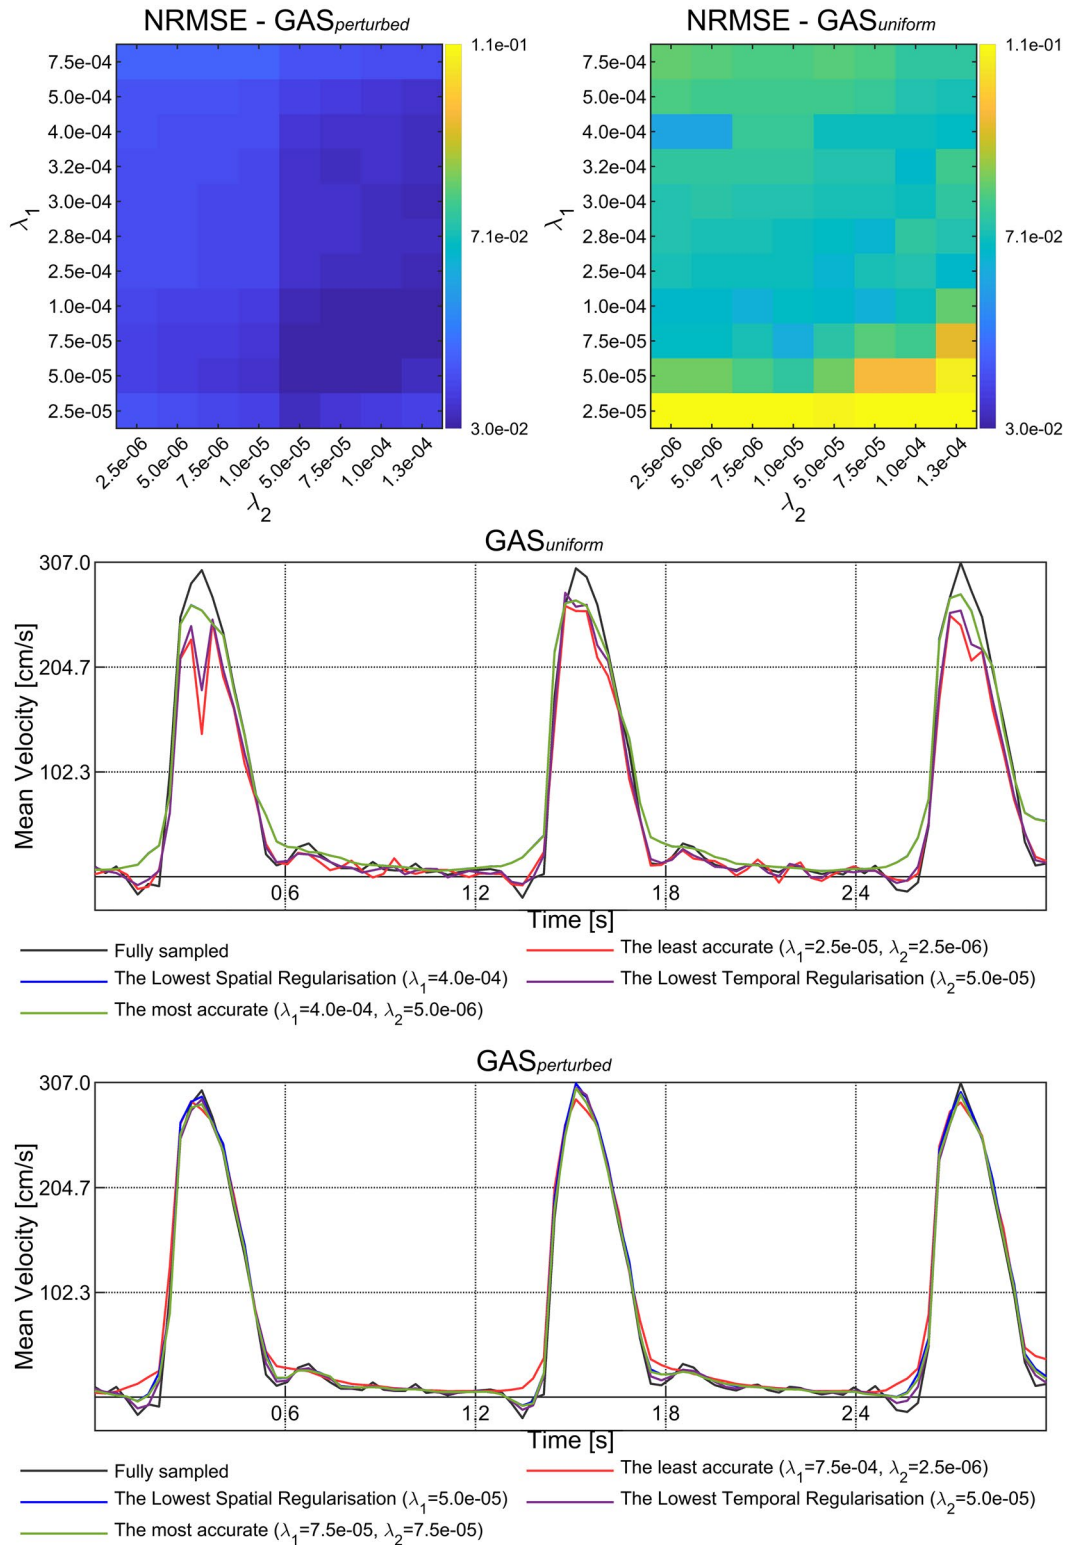 NRMSE - GASperturbed
NRMSE - GASuniform
7.5e-04
5.0e-04
4.0e-04
3.2e-04
3.0e-04
2.8e-04
2.5e-04
1.0e-04
7.5e-05
5.0e-05
2.5e-05
λ1
2.5e-06
5.0e-06
7.5e-06
1.0e-05
5.0e-05
7.5e-05
1.0e-04
1.3e-04
λ2
1.1e-01
7.1e-02
3.0e-02
7.5e-04
5.0e-04
4.0e-04
3.2e-04
3.0e-04
2.8e-04
2.5e-04
1.0e-04
7.5e-05
5.0e-05
2.5e-05
λ1
2.5e-06
5.0e-06
7.5e-06
1.0e-05
5.0e-05
7.5e-05
1.0e-04
1.3e-04
λ2
1.1e-01
7.1e-02
3.0e-02
GASuniform
307.0
204.7
102.3
Mean Velocity [cm/s]
0.6 1.2 1.8 2.4
Time [s]
Fully sampled
The least accurate (λ1=2.5e-05, λ2=2.5e-06)
The Lowest Spatial Regularisation (λ1=4.0e-04)
The Lowest Temporal Regularisation (λ2=5.0e-05)
The most accurate (λ1=4.0e-04, λ2=5.0e-06)
GASperturbed
307.0
204.7
102.3
Mean Velocity [cm/s]
0.6 1.2 1.8 2.4
Time [s]
Fully sampled
The least accurate (λ1=7.5e-04, λ2=2.5e-06)
The Lowest Spatial Regularisation (λ1=5.0e-05)
The Lowest Temporal Regularisation (λ2=5.0e-05)
The most accurate (λ1=7.5e-05, λ2=7.5e-05)